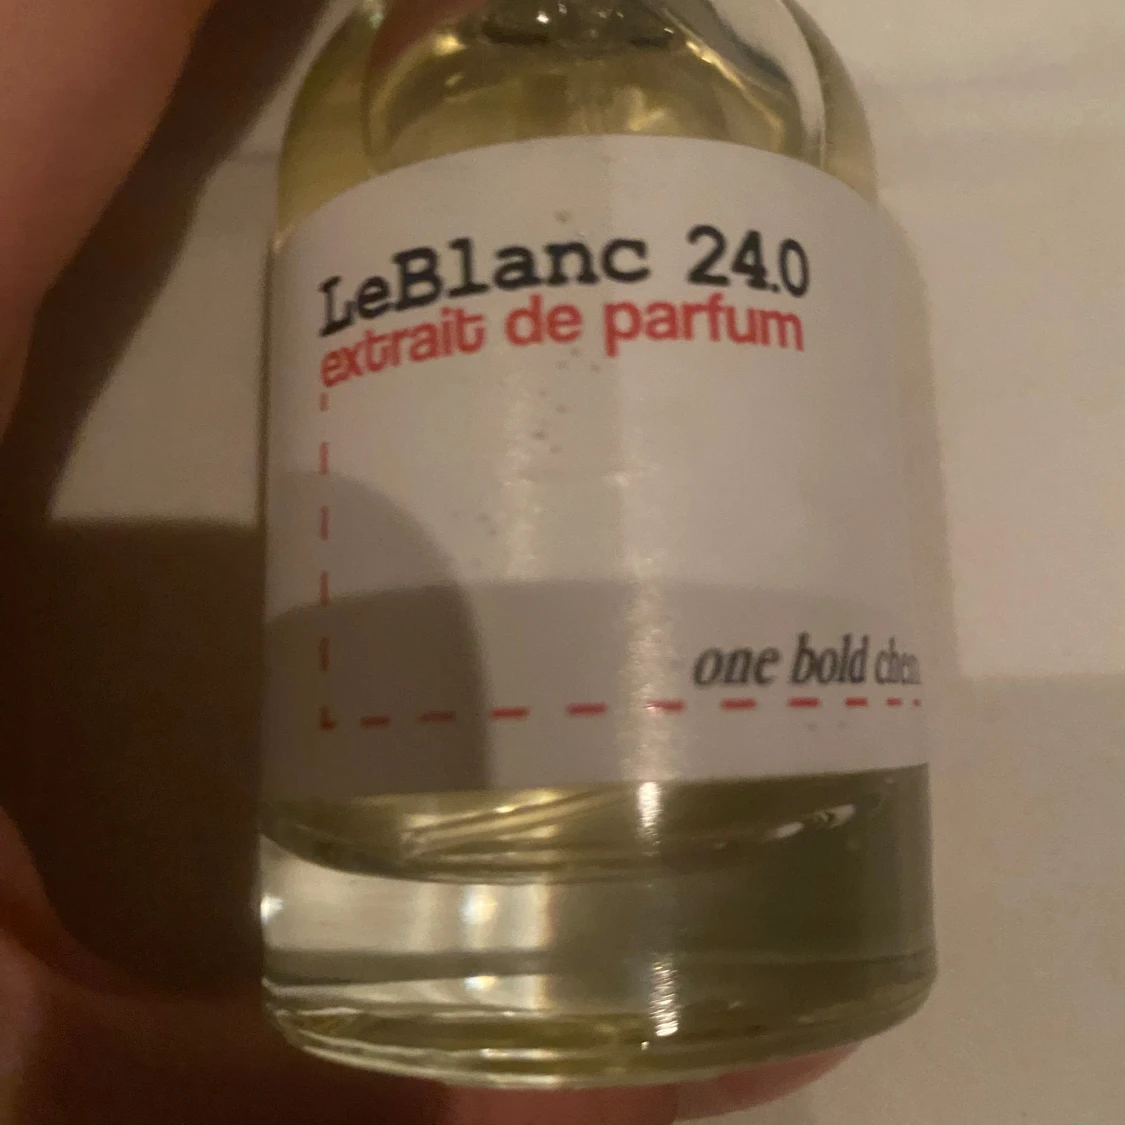 LeBlanc 24.0
extrait de parfum
one bold